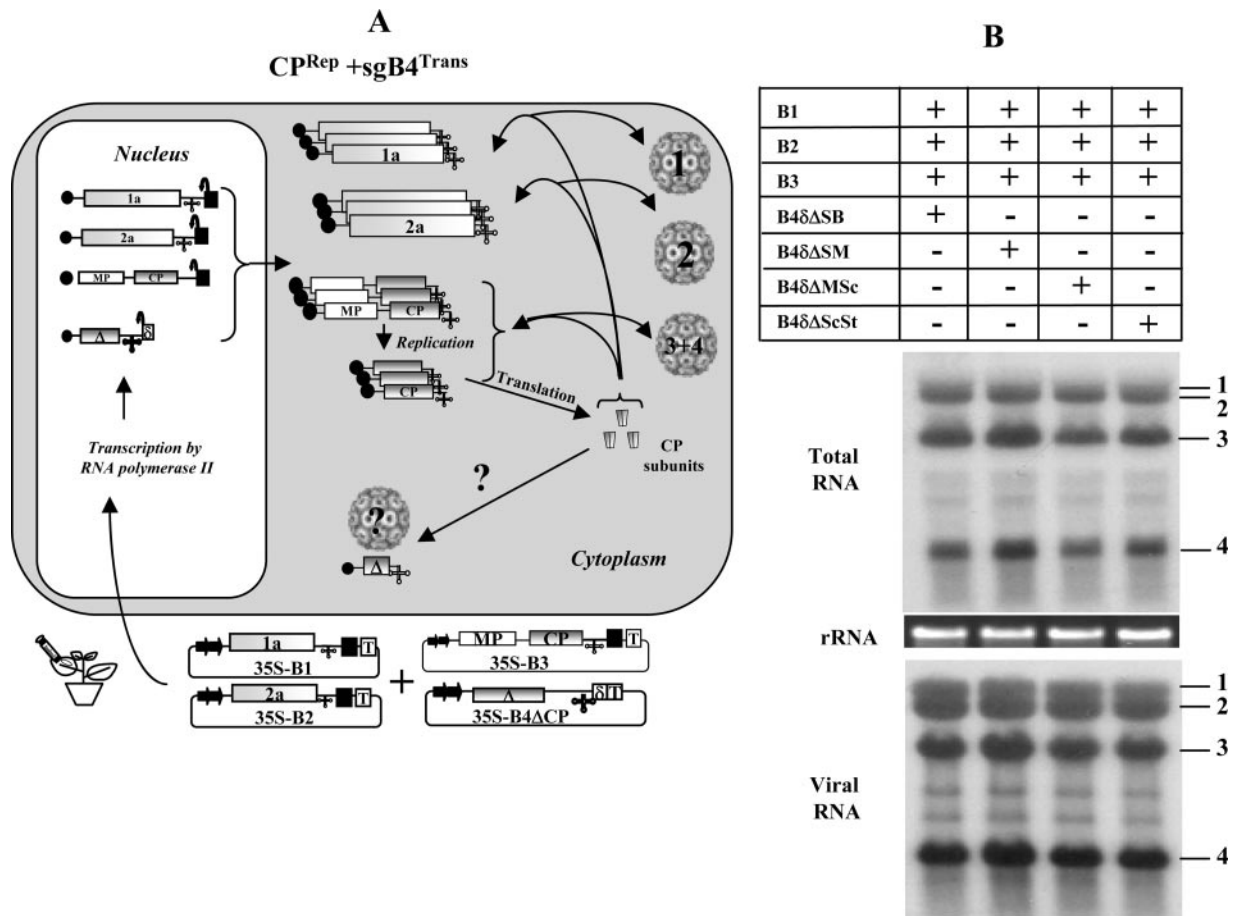 A
CP^Rep +sgB4^Trans
Nucleus
1a
2a
MP CP
Δ δ
Transcription by
RNA polymerase II
1a
2a
MP CP
Replication
CP
Translation
CP
subunits
1
2
3+4
?
?
Δ
Cytoplasm
1a T
35S-B1
2a T
35S-B2
+
MP CP T
35S-B3
Δ δ T
35S-B4ΔCP
B
B1 + + + +
B2 + + + +
B3 + + + +
B4δΔSB + - - -
B4δΔSM - + - -
B4δΔMSc - - + -
B4δΔScSt - - - +
Total
RNA
1
2
3
4
rRNA
Viral
RNA
1
2
3
4